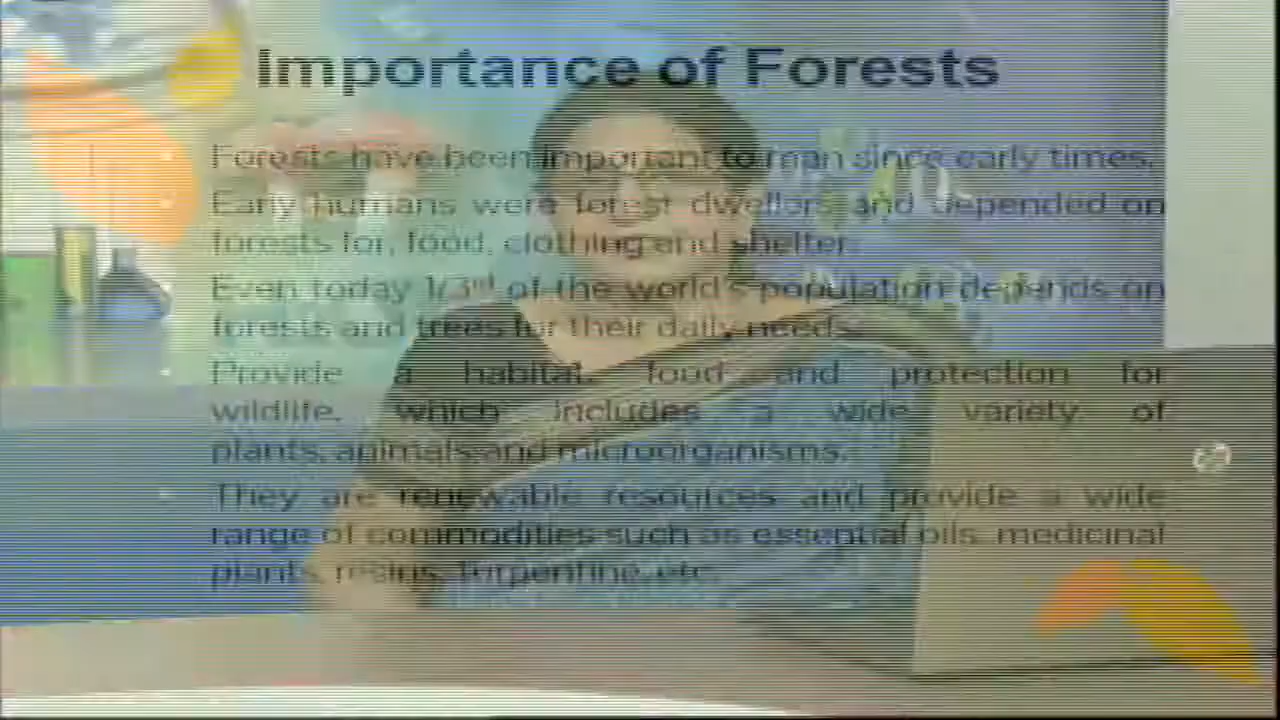 Importance of Forests
Forests have been important to man since early times.
Early humans were forest dwellers and depended on
forests for, food, clothing and shelter.
Even today 1/3rd of the world's population depends on
forests and trees for their daily needs.
Provide a habitat, food and protection for
wildlife, which includes a wide variety of
plants, animals and microorganisms.
They are renewable resources and provide a wide
range of commodities such as essential oils, medicinal
plants, resins, Turpentine, etc.